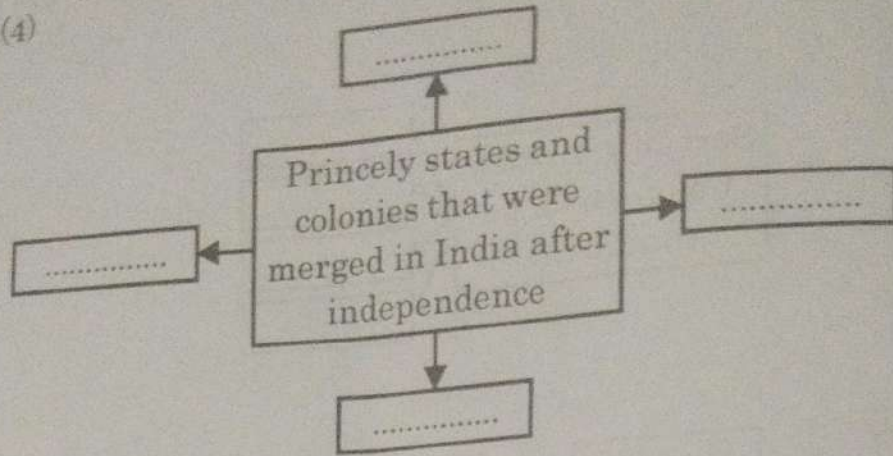 (4)
...............
Princely states and
colonies that were
merged in India after
independence
...............
...............
...............